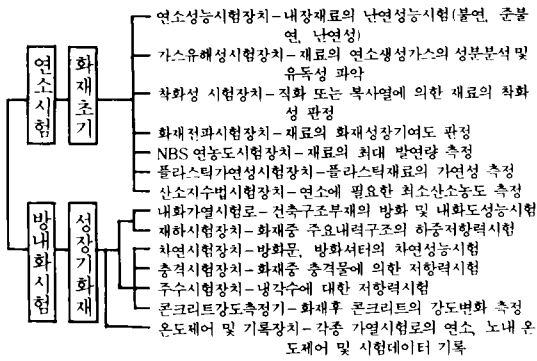 연소시험
화재초기
연소성능시험장치-내장재료의 난연성능시험(불연, 준불
연, 난연성)
가스유해성시험장치-재료의 연소생성가스의 성분분석 및
유독성 파악
착화성 시험장치-직화 또는 복사열에 의한 재료의 착화
성 판정
화재전파시험장치-재료의 화재성장기여도 판정
NBS 연농도시험장치-재료의 최대 발연량 측정
플라스틱가연성시험장치-플라스틱재료의 가연성 측정
산소지수법시험장치-연소에 필요한 최소산소농도 측정
방내화시험
성장기화재
내화가열시험로-건축구조부재의 방화 및 내화도성능시험
재하시험장치-화재중 주요내력구조의 하중저항력시험
차연시험장치-방화문, 방화셔터의 차연성능시험
충격시험장치-화재중 충격물에 의한 저항력시험
주수시험장치-냉각수에 대한 저항력시험
콘크리트강도측정기-화재후 콘크리트의 강도변화 측정
온도제어 및 기록장치-각종 가열시험로의 연소, 노내 온
도제어 및 시험데이터 기록